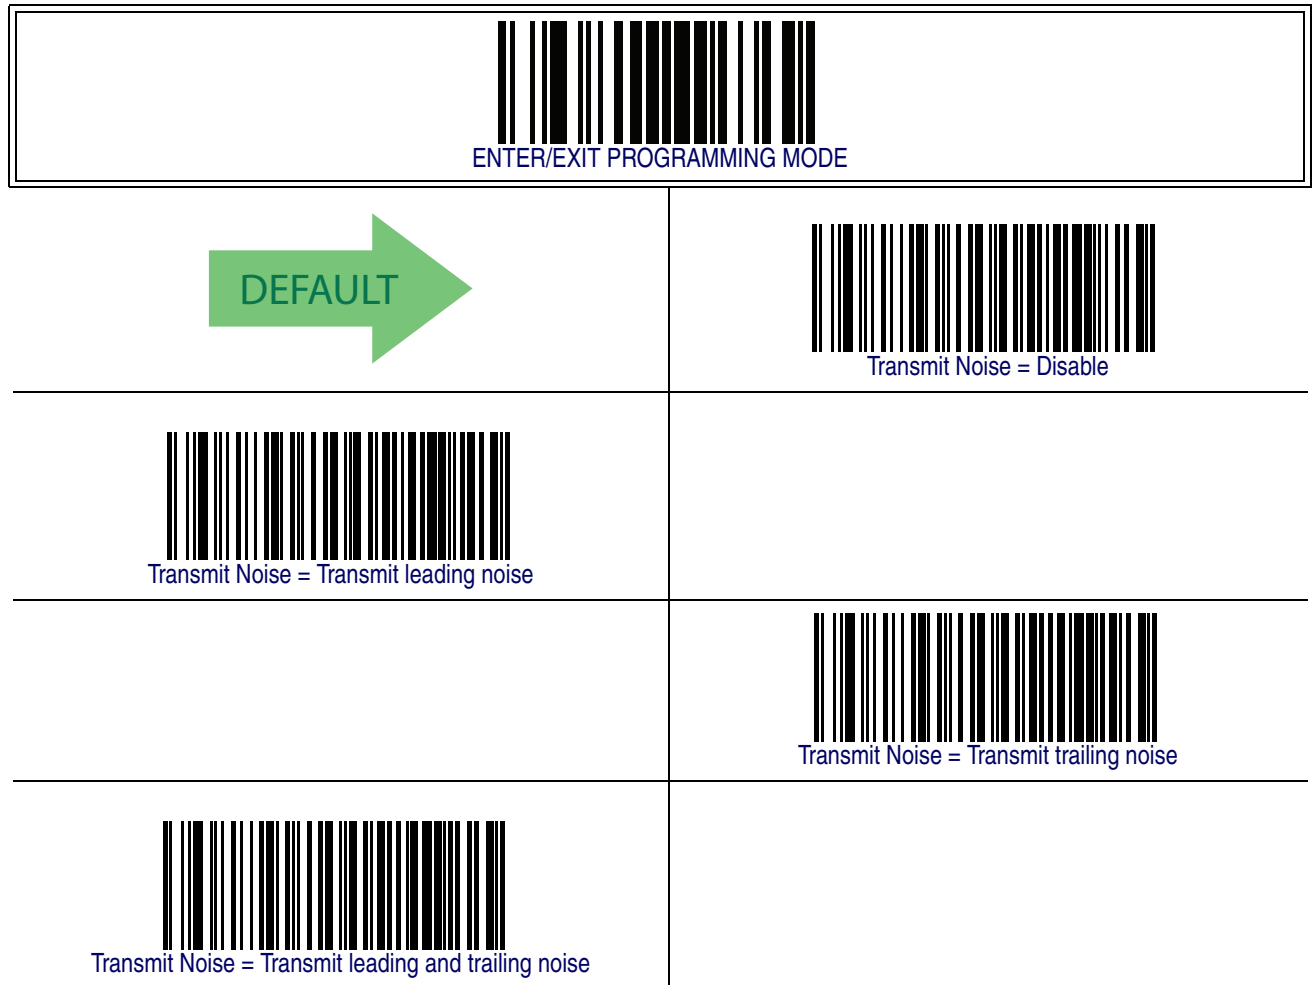 ENTER/EXIT PROGRAMMING MODE
DEFAULT
Transmit Noise = Disable
Transmit Noise = Transmit leading noise
Transmit Noise = Transmit trailing noise
Transmit Noise = Transmit leading and trailing noise